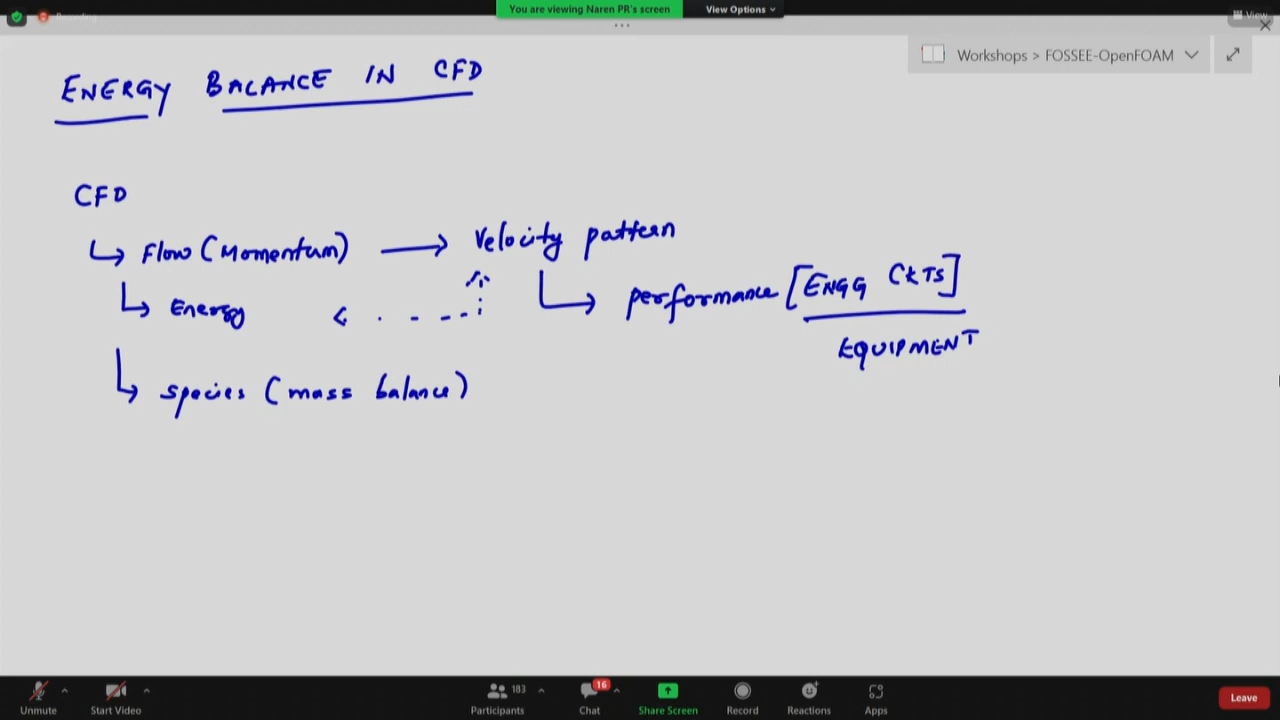 You are viewing Naren PR's screen
View Options
Recording
View
Workshops > FOSSEE-OpenFOAM
ENERGY BALANCE IN CFD
CFD
Flow (Momentum) → Velocity pattern
Energy
performance [ENGG CKTS]
EQUIPMENT
species (mass balance)
Unmute
Start Video
Participants 183
Chat 16
Share Screen
Record
Reactions
Apps
Leave